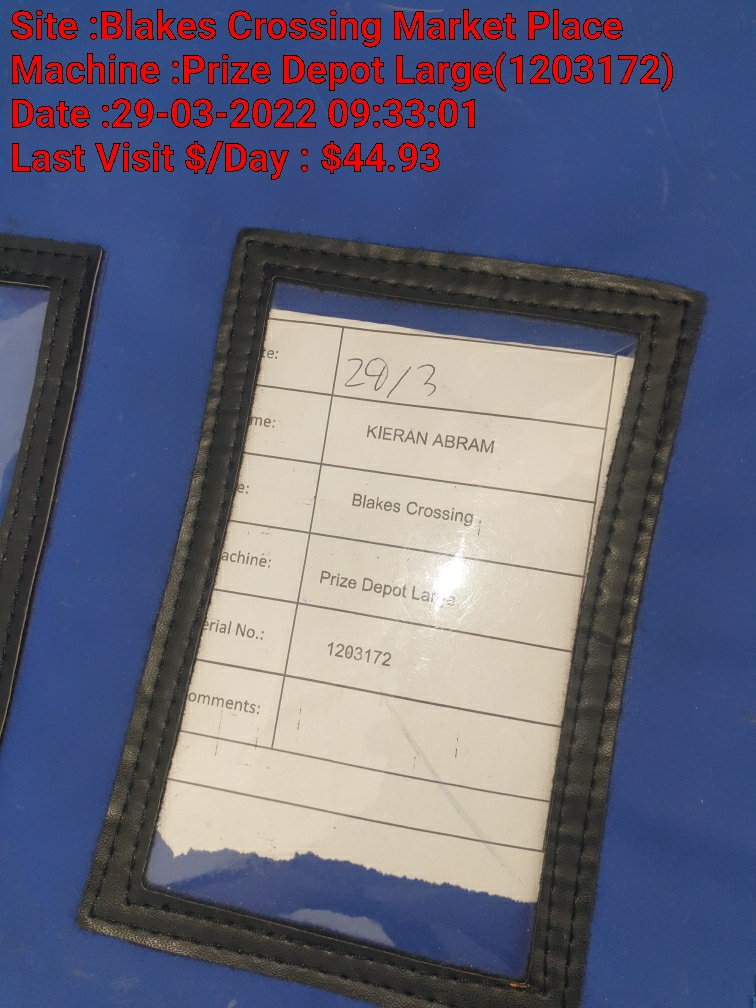 Site :Blakes Crossing Market Place
Machine :Prize Depot Large(1203172)
Date :29-03-2022 09:33:01
Last Visit $/Day : $44.93
te: 29/3
me: KIERAN ABRAM
e: Blakes Crossing
achine: Prize Depot Large
erial No.: 1203172
omments: